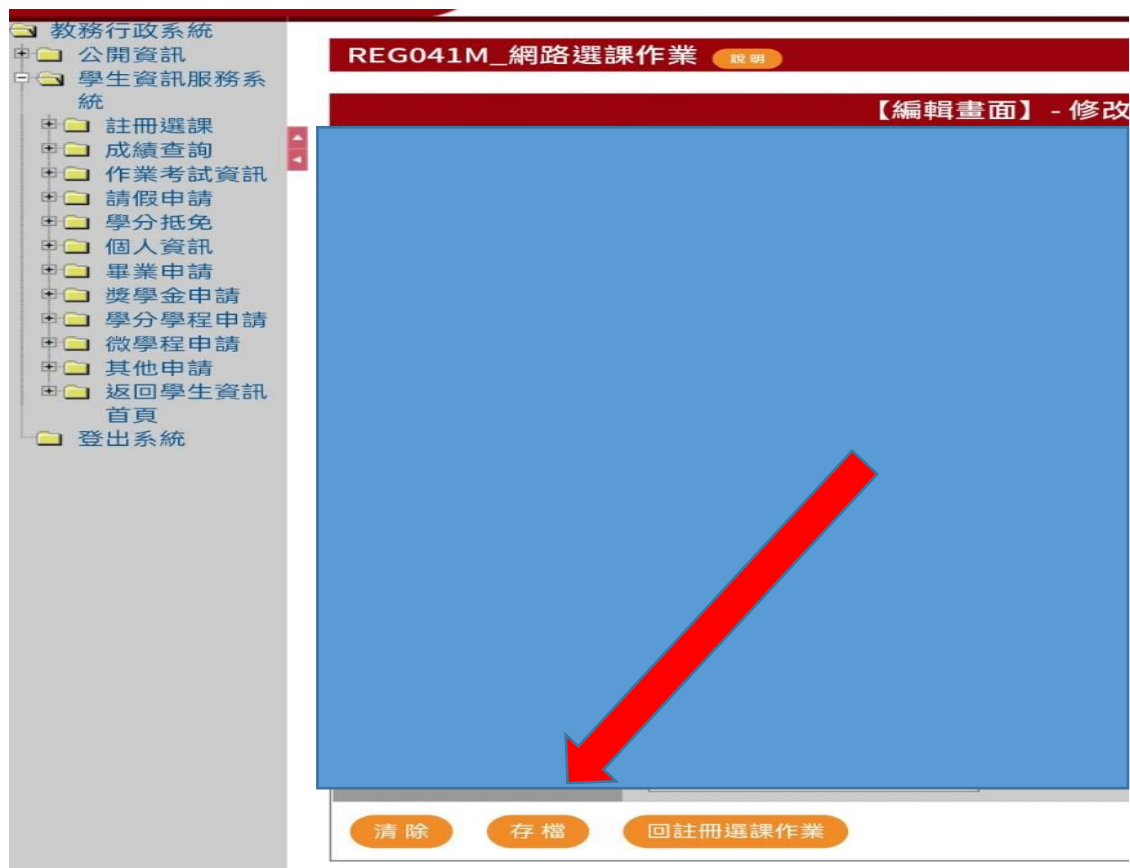 教務行政系統
公開資訊
學生資訊服務系
統
註冊選課
成績查詢
作業考試資訊
請假申請
學分抵免
個人資訊
畢業申請
獎學金申請
學分學程申請
微學程申請
其他申請
返回學生資訊
首頁
登出系統
REG041M_網路選課作業 說明
【編輯畫面】 - 修改
清除 存檔 回註冊選課作業